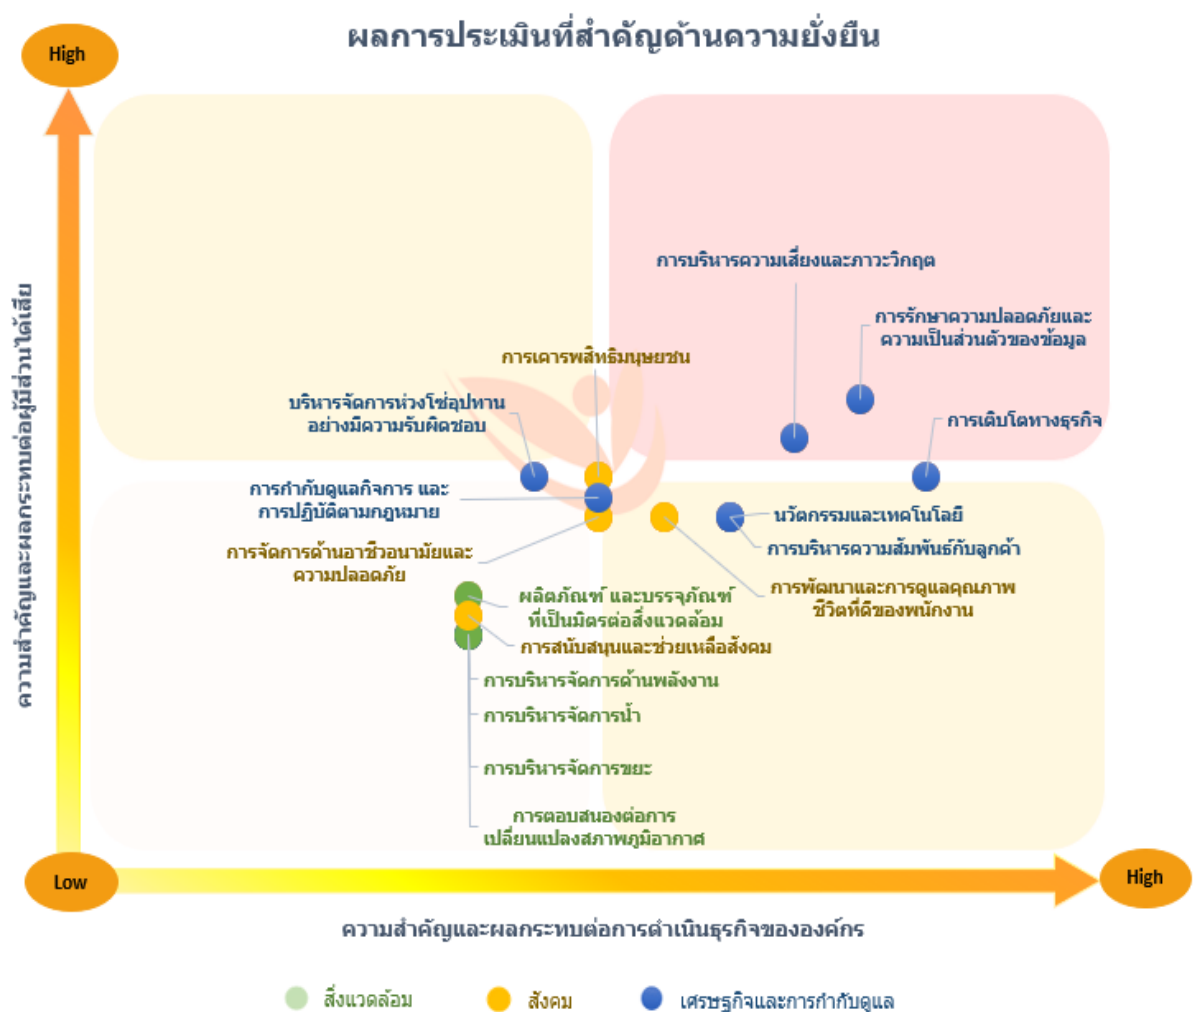 ผลการประเมินที่สำคัญด้านความยั่งยืน
High
ความสำคัญและผลกระทบต่อผู้มีส่วนได้เสีย
การบริหารความเสี่ยงและภาวะวิกฤต
การรักษาความปลอดภัยและ
ความเป็นส่วนตัวของข้อมูล
การเคารพสิทธิมนุษยชน
บริหารจัดการห่วงโซ่อุปทาน
อย่างมีความรับผิดชอบ
การเติบโตทางธุรกิจ
การกำกับดูแลกิจการ และ
การปฏิบัติตามกฎหมาย
นวัตกรรมและเทคโนโลยี
การบริหารความสัมพันธ์กับลูกค้า
การจัดการด้านอาชีวอนามัยและ
ความปลอดภัย
การพัฒนาและการดูแลคุณภาพ
ชีวิตที่ดีของพนักงาน
ผลิตภัณฑ์ และบรรจุภัณฑ์
ที่เป็นมิตรต่อสิ่งแวดล้อม
การสนับสนุนและช่วยเหลือสังคม
การบริหารจัดการด้านพลังงาน
การบริหารจัดการน้ำ
การบริหารจัดการขยะ
การตอบสนองต่อการ
เปลี่ยนแปลงสภาพภูมิอากาศ
Low
High
ความสำคัญและผลกระทบต่อการดำเนินธุรกิจขององค์กร
สิ่งแวดล้อม
สังคม
เศรษฐกิจและการกำกับดูแล